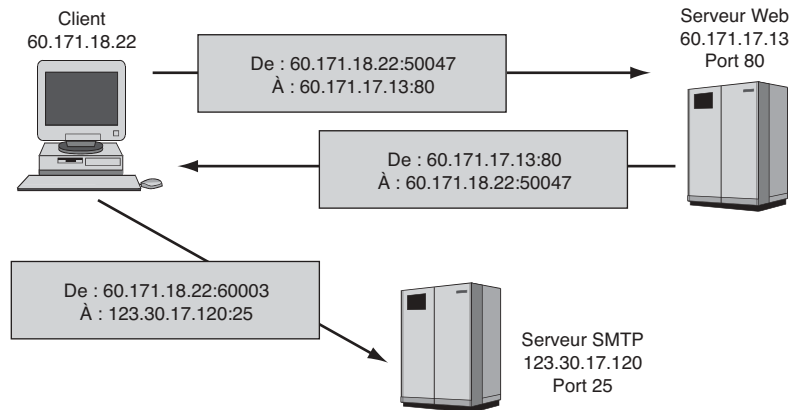 Client
60.171.18.22
De : 60.171.18.22:50047
À : 60.171.17.13:80
Serveur Web
60.171.17.13
Port 80
De : 60.171.17.13:80
À : 60.171.18.22:50047
De : 60.171.18.22:60003
À : 123.30.17.120:25
Serveur SMTP
123.30.17.120
Port 25